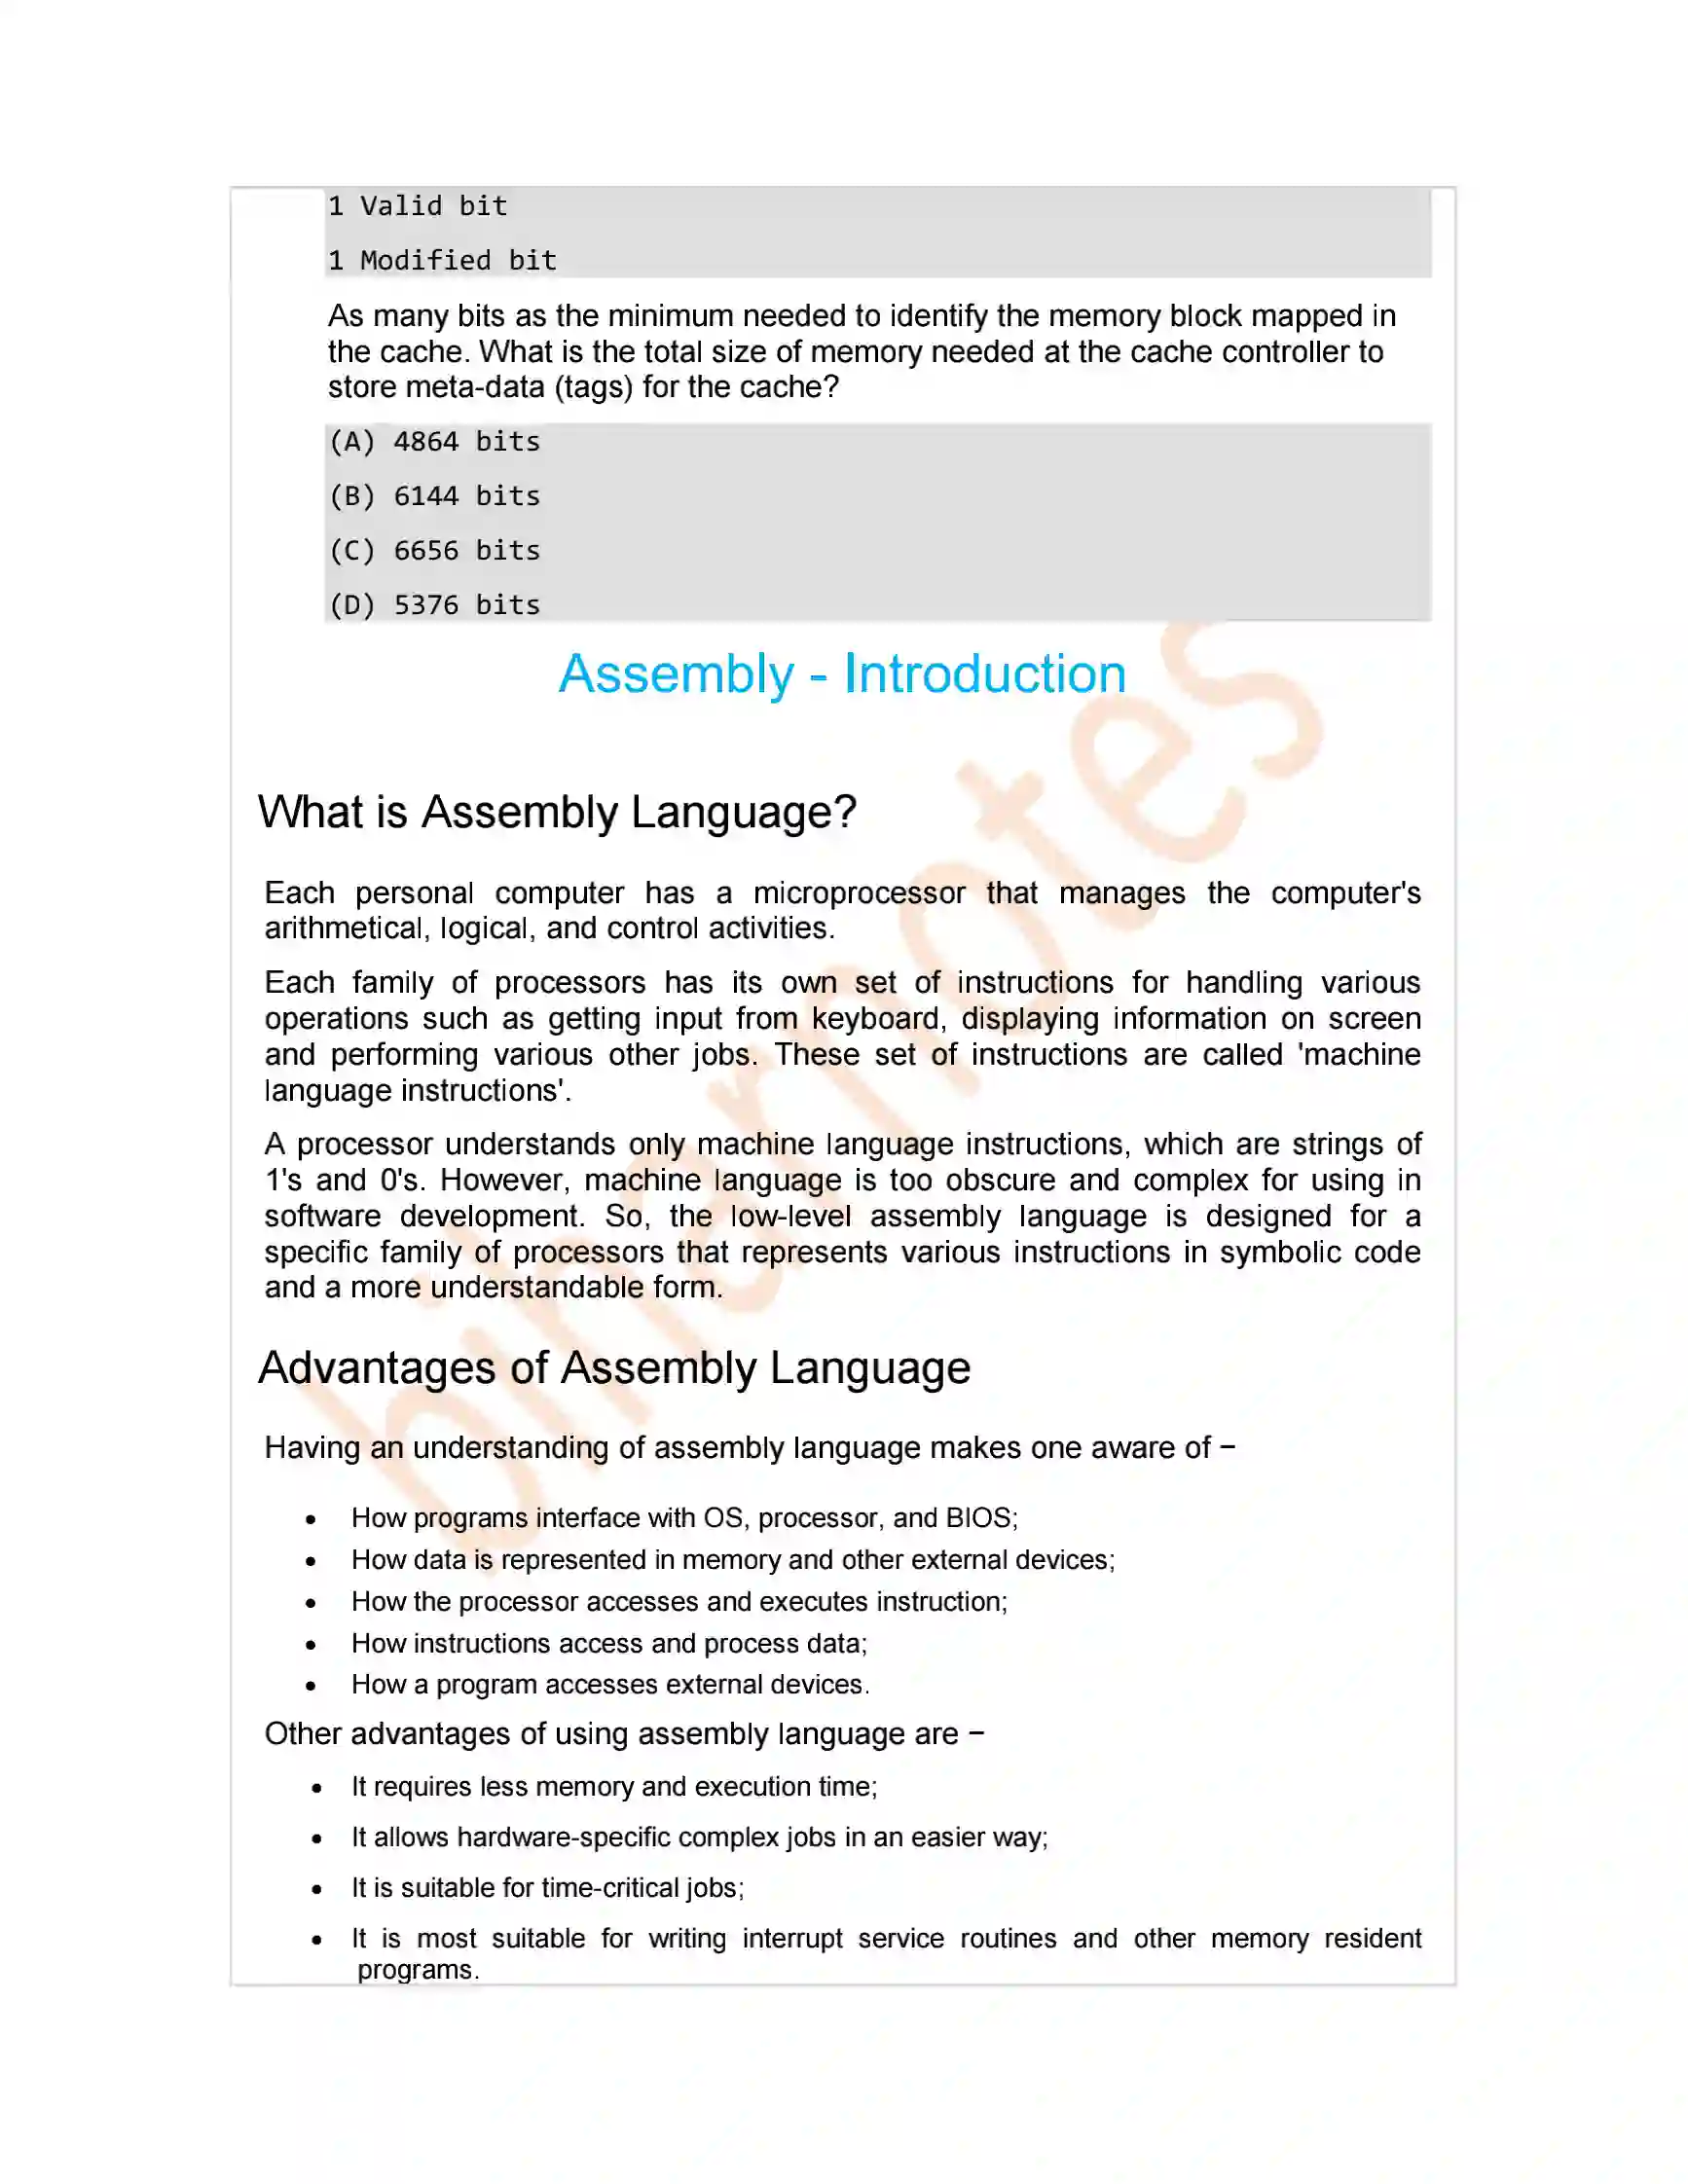 1 Valid bit
1 Modified bit
As many bits as the minimum needed to identify the memory block mapped in
the cache. What is the total size of memory needed at the cache controller to
store meta-data (tags) for the cache?
(A) 4864 bits
(B) 6144 bits
(C) 6656 bits
(D) 5376 bits
Assembly - Introduction
What is Assembly Language?
Each personal computer has a microprocessor that manages the computer's
arithmetical, logical, and control activities.
Each family of processors has its own set of instructions for handling various
operations such as getting input from keyboard, displaying information on screen
and performing various other jobs. These set of instructions are called 'machine
language instructions'.
A processor understands only machine language instructions, which are strings of
1's and 0's. However, machine language is too obscure and complex for using in
software development. So, the low-level assembly language is designed for a
specific family of processors that represents various instructions in symbolic code
and a more understandable form.
Advantages of Assembly Language
Having an understanding of assembly language makes one aware of −
• How programs interface with OS, processor, and BIOS;
• How data is represented in memory and other external devices;
• How the processor accesses and executes instruction;
• How instructions access and process data;
• How a program accesses external devices.
Other advantages of using assembly language are −
• It requires less memory and execution time;
• It allows hardware-specific complex jobs in an easier way;
• It is suitable for time-critical jobs;
• It is most suitable for writing interrupt service routines and other memory resident
programs.
biharnotes